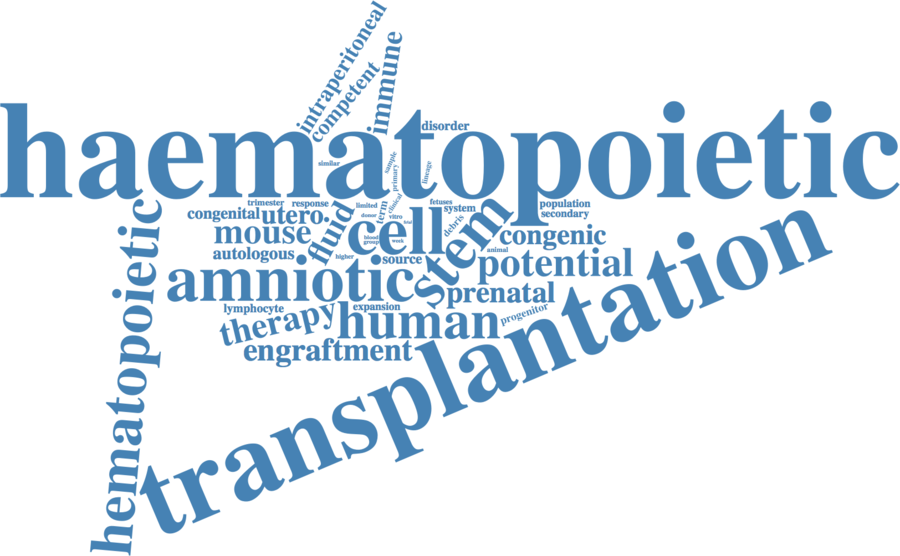 intraperitoneal
competent
immune
disorder
haematopoietic
similar
sample
primary
lineage
clinical
trimester
response
limited
term
fetuses
system
population
secondary
congenital
utero
donor
vitro
trial
debris
mouse
fluid
cell
stem
congenic
blood
group
week
animal
autologous
higher
source
potential
amniotic
prenatal
lymphocyte
expansion
progenitor
therapy
human
engraftment
transplantation
hematopoietic